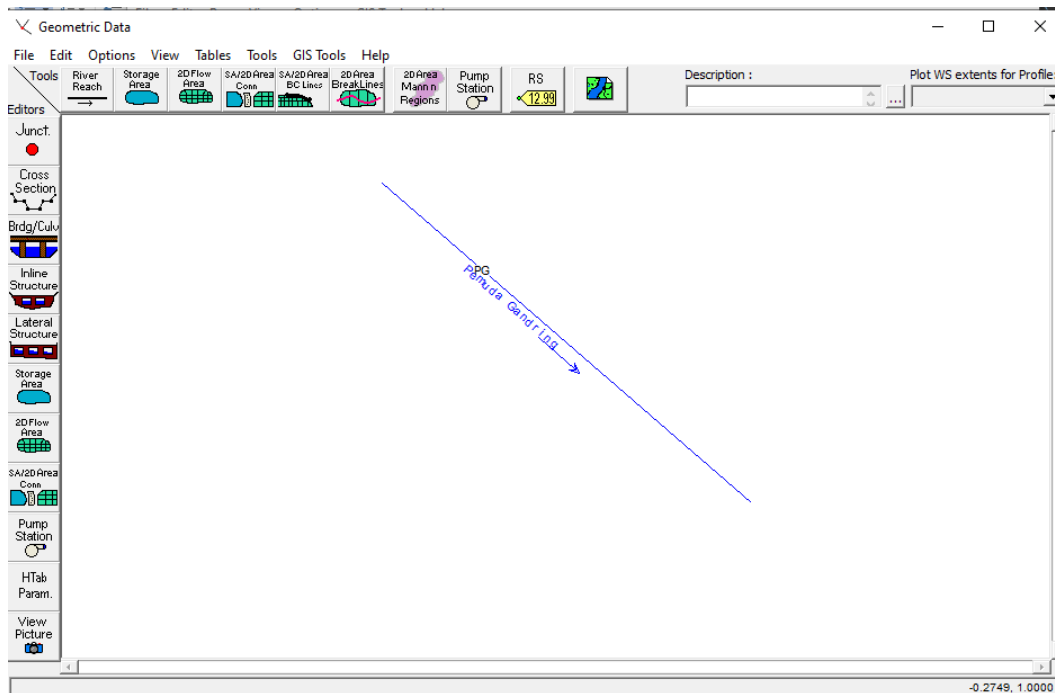 Geometric Data
File Edit Options View Tables Tools GIS Tools Help
Tools
Editors
River
Reach
Storage
Area
2D Flow
Area
SA/2D Area
Conn
SA/2D Area
BC Lines
2D Area
BreakLines
2D Area
Mann n
Regions
Pump
Station
RS
12.99
Description :
...
Plot WS extents for Profile:
Junct.
Cross
Section
Brdg/Culv
Inline
Structure
Lateral
Structure
Storage
Area
2D Flow
Area
SA/2D Area
Conn
Pump
Station
HTab
Param.
View
Picture
PG
Pemuda Gandring
-0.2749, 1.0000